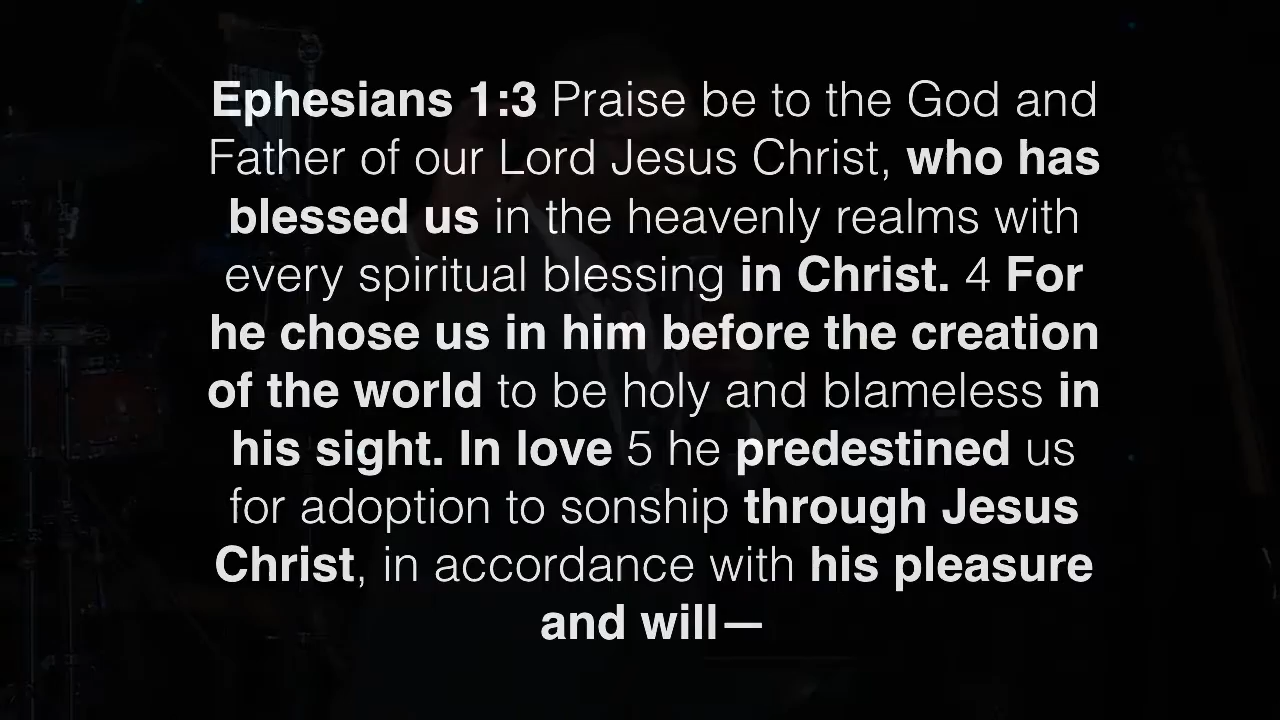 Ephesians 1:3 Praise be to the God and
Father of our Lord Jesus Christ, who has
blessed us in the heavenly realms with
every spiritual blessing in Christ. 4 For
he chose us in him before the creation
of the world to be holy and blameless in
his sight. In love 5 he predestined us
for adoption to sonship through Jesus
Christ, in accordance with his pleasure
and will—